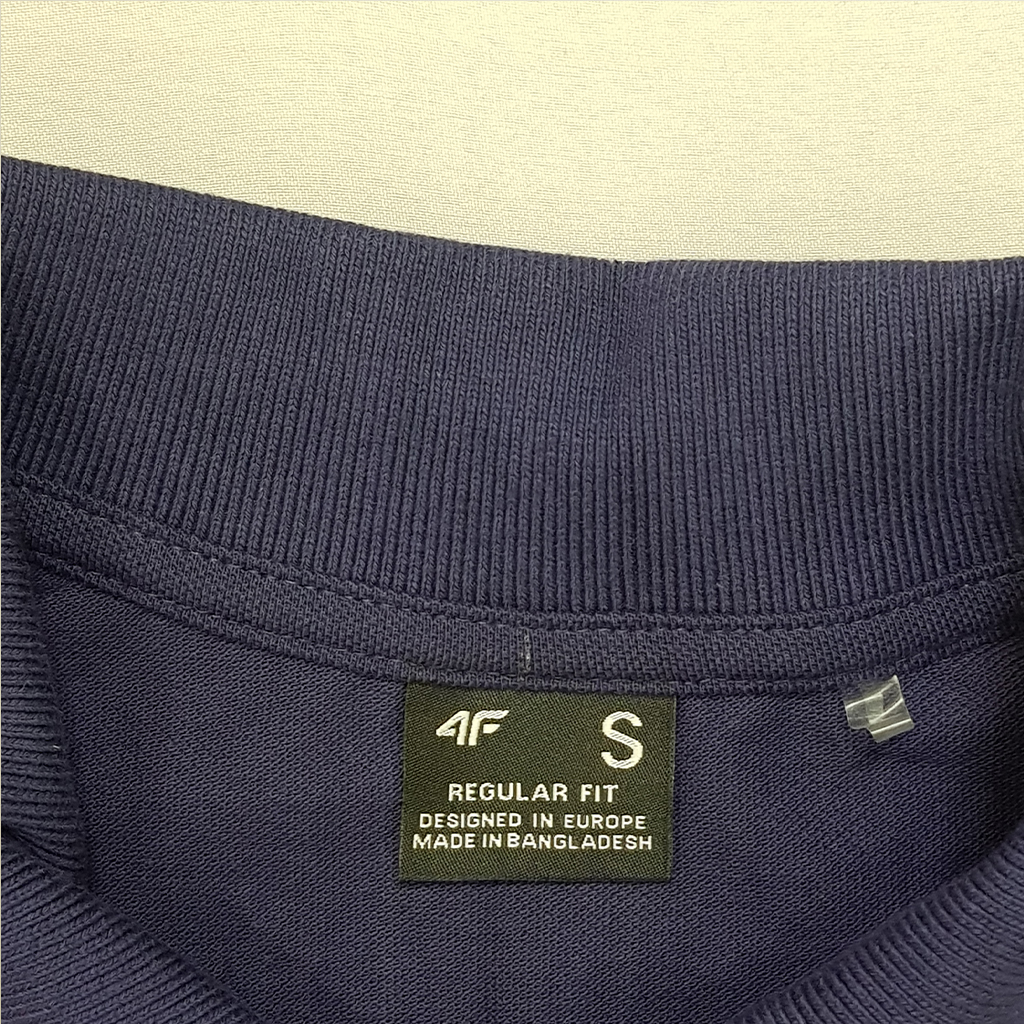 4F S
REGULAR FIT
DESIGNED IN EUROPE
MADE IN BANGLADESH